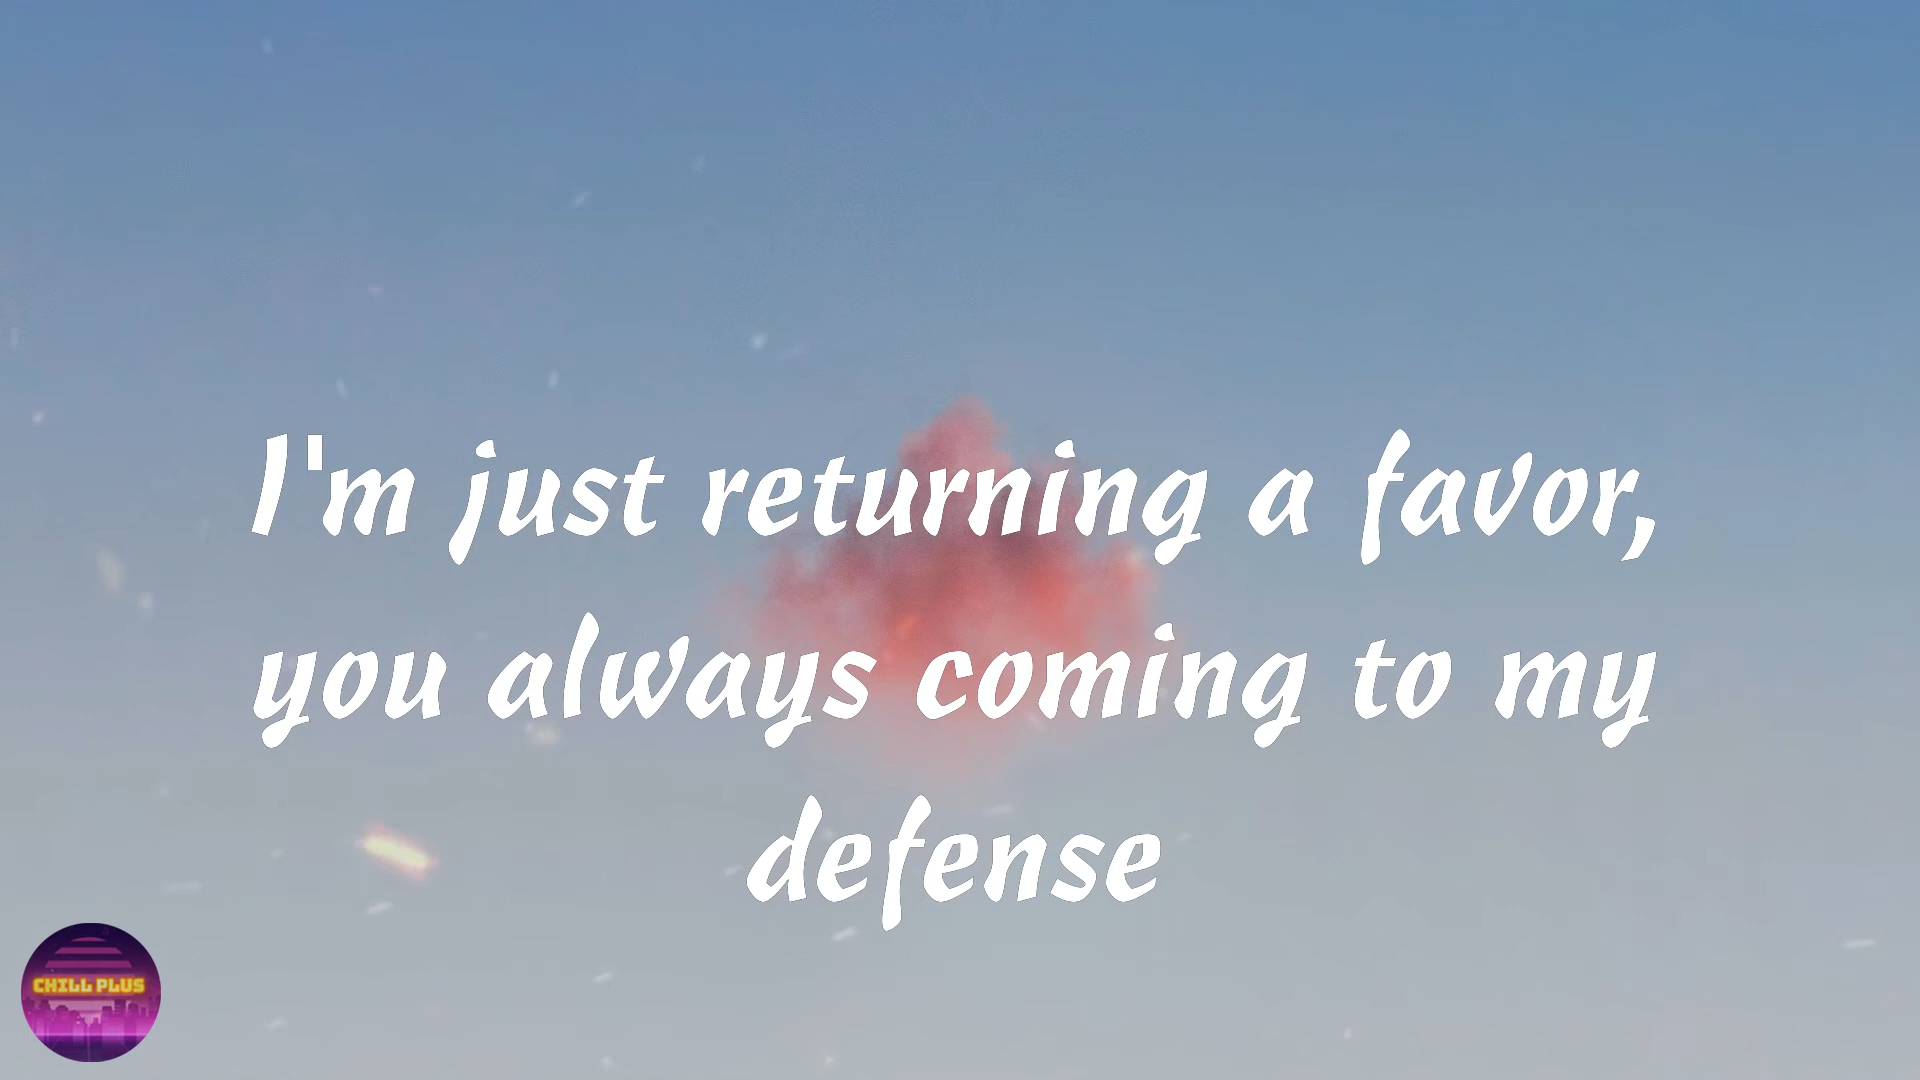 I'm just returning a favor,
you always coming to my
defense
CHILL PLUS